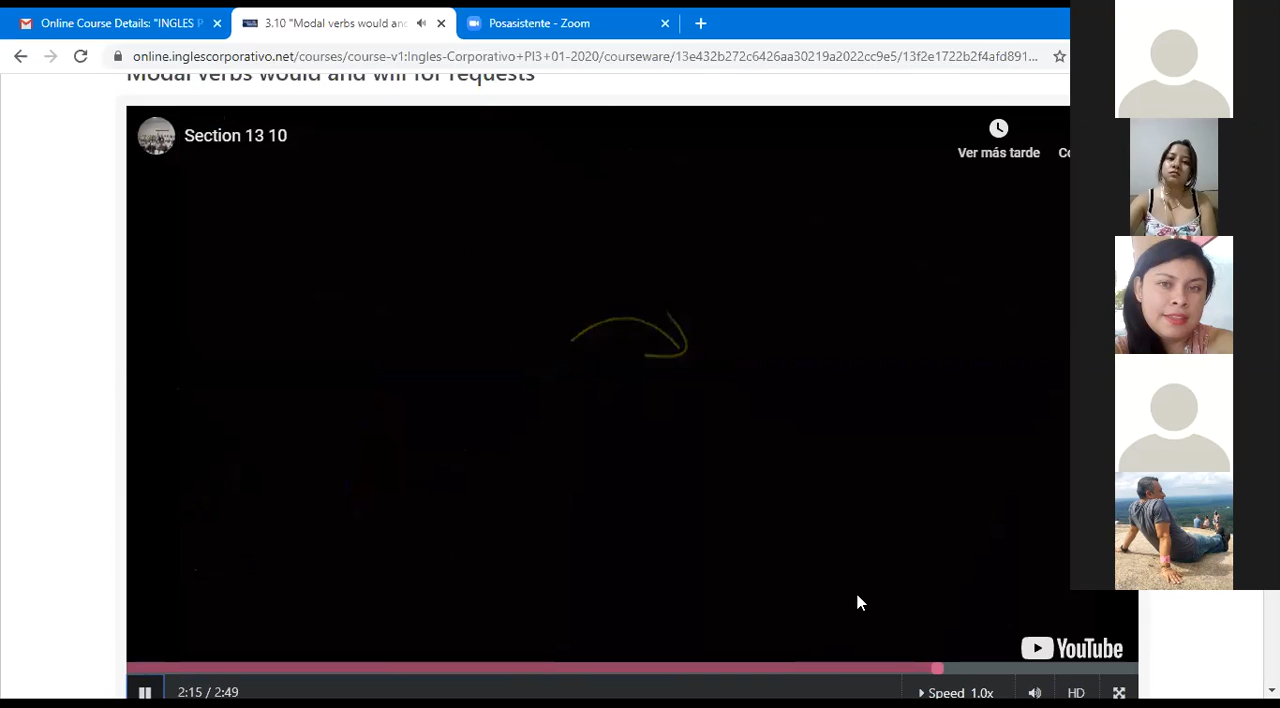 Online Course Details: "INGLES P
3.10 "Modal verbs would and
Posasistente - Zoom
online.inglescorporativo.net/courses/course-v1:Ingles-Corporativo+PI3+01-2020/courseware/13e432b272c6426aa30219a2022cc9e5/13f2e1722b2f4afd891...
Modal verbs would and will for requests
Section 13 10
Ver más tarde
YouTube
2:15 / 2:49
Speed 1.0x
HD